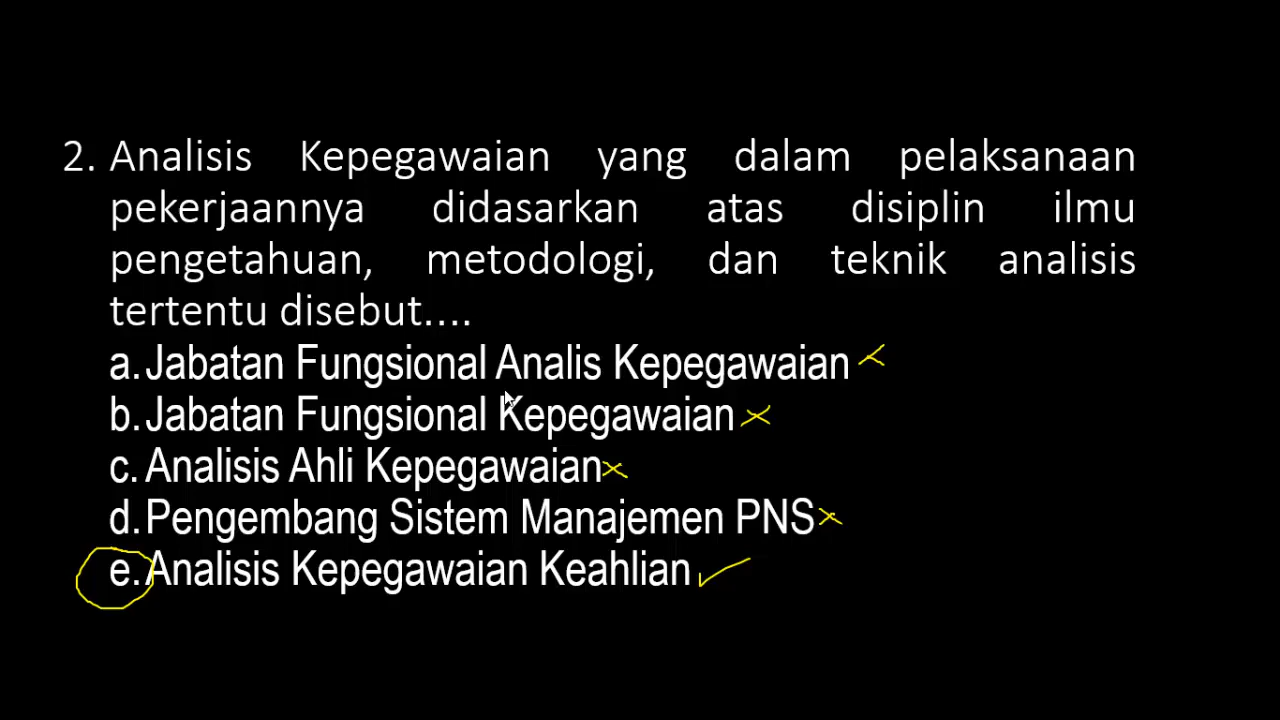 2. Analisis Kepegawaian yang dalam pelaksanaan
pekerjaannya didasarkan atas disiplin ilmu
pengetahuan, metodologi, dan teknik analisis
tertentu disebut....
a. Jabatan Fungsional Analis Kepegawaian
b. Jabatan Fungsional Kepegawaian
c. Analisis Ahli Kepegawaian
d. Pengembang Sistem Manajemen PNS
e. Analisis Kepegawaian Keahlian